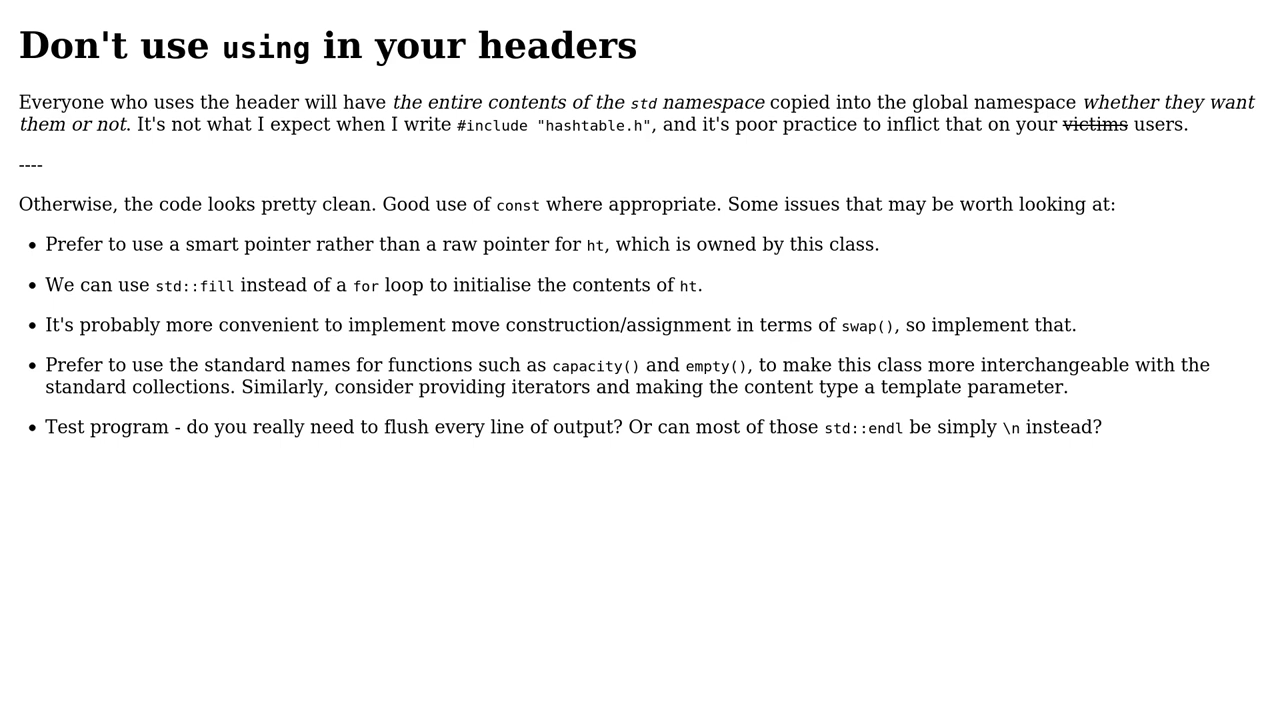 Don't use using in your headers
Everyone who uses the header will have the entire contents of the std namespace copied into the global namespace whether they want
them or not. It's not what I expect when I write #include "hashtable.h", and it's poor practice to inflict that on your victims users.
----
Otherwise, the code looks pretty clean. Good use of const where appropriate. Some issues that may be worth looking at:
• Prefer to use a smart pointer rather than a raw pointer for ht, which is owned by this class.
• We can use std::fill instead of a for loop to initialise the contents of ht.
• It's probably more convenient to implement move construction/assignment in terms of swap(), so implement that.
• Prefer to use the standard names for functions such as capacity() and empty(), to make this class more interchangeable with the
standard collections. Similarly, consider providing iterators and making the content type a template parameter.
• Test program - do you really need to flush every line of output? Or can most of those std::endl be simply \n instead?